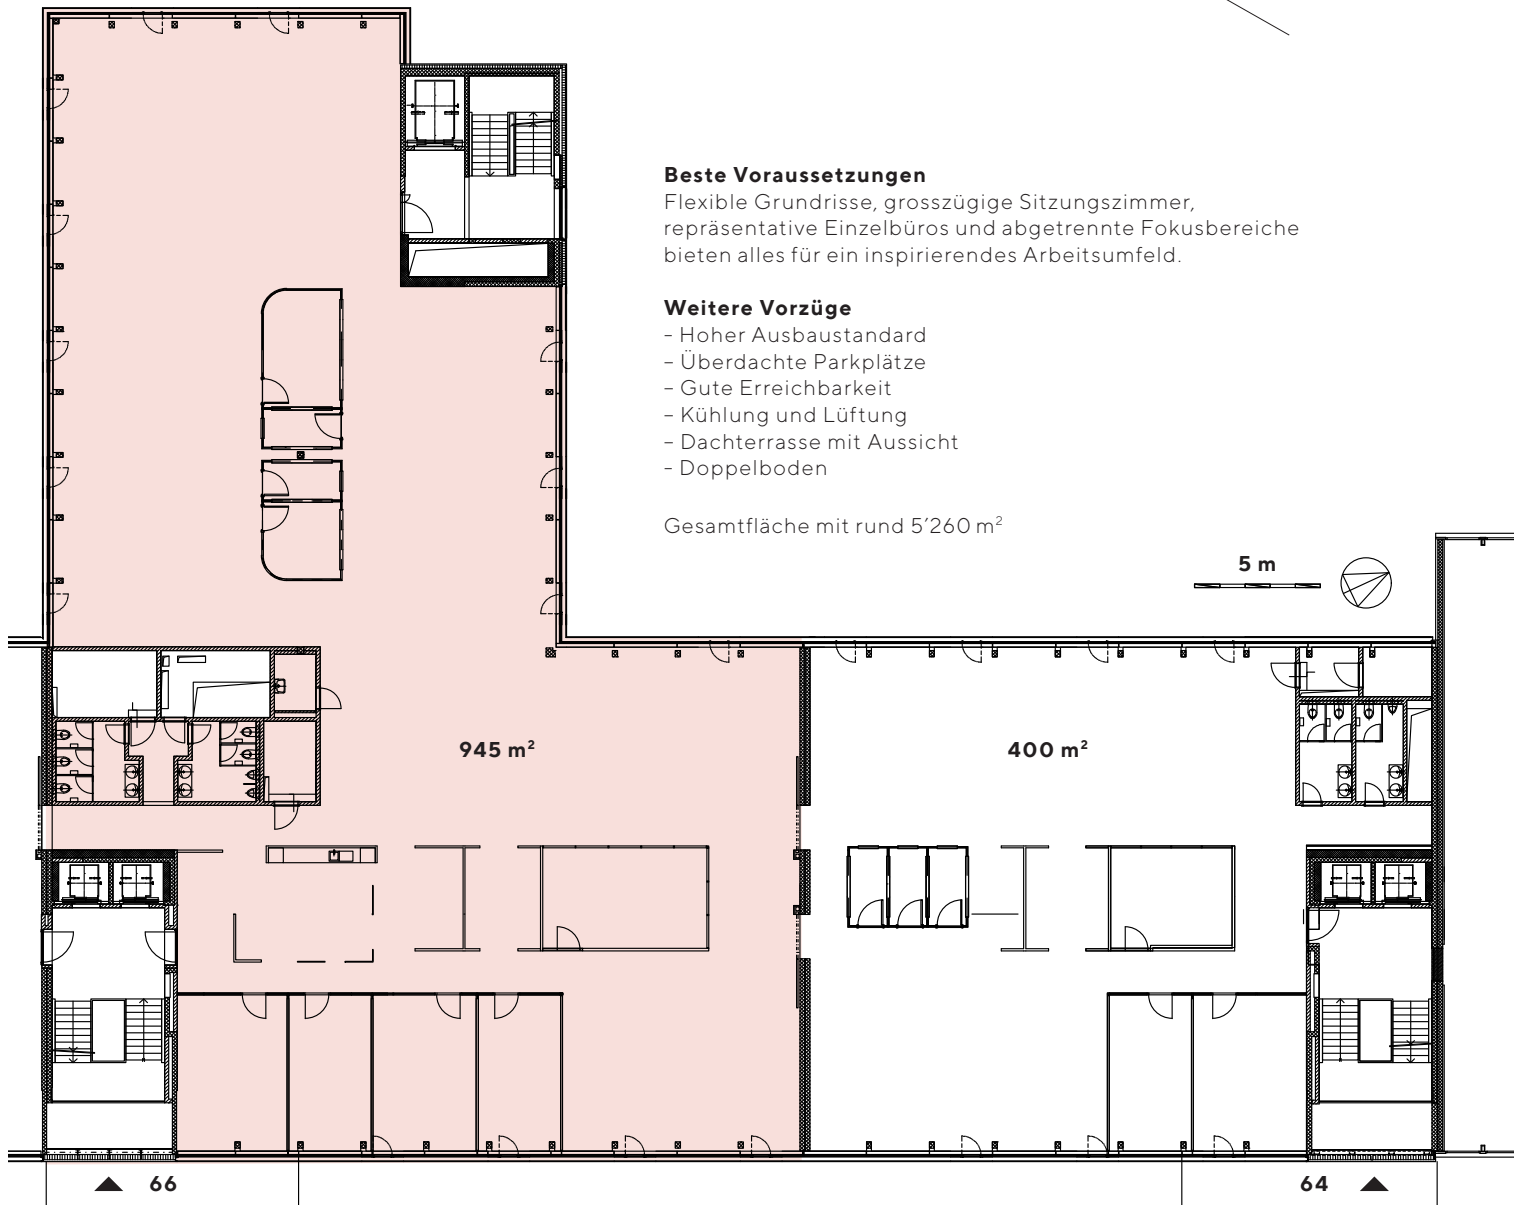 Beste Voraussetzungen
Flexible Grundrisse, grosszügige Sitzungszimmer,
repräsentative Einzelbüros und abgetrennte Fokusbereiche
bieten alles für ein inspirierendes Arbeitsumfeld.
Weitere Vorzüge
– Hoher Ausbaustandard
– Überdachte Parkplätze
– Gute Erreichbarkeit
– Kühlung und Lüftung
– Dachterrasse mit Aussicht
- Doppelboden
Gesamtfläche mit rund 5’260 m²
5 m
945 m²
400 m²
66
64